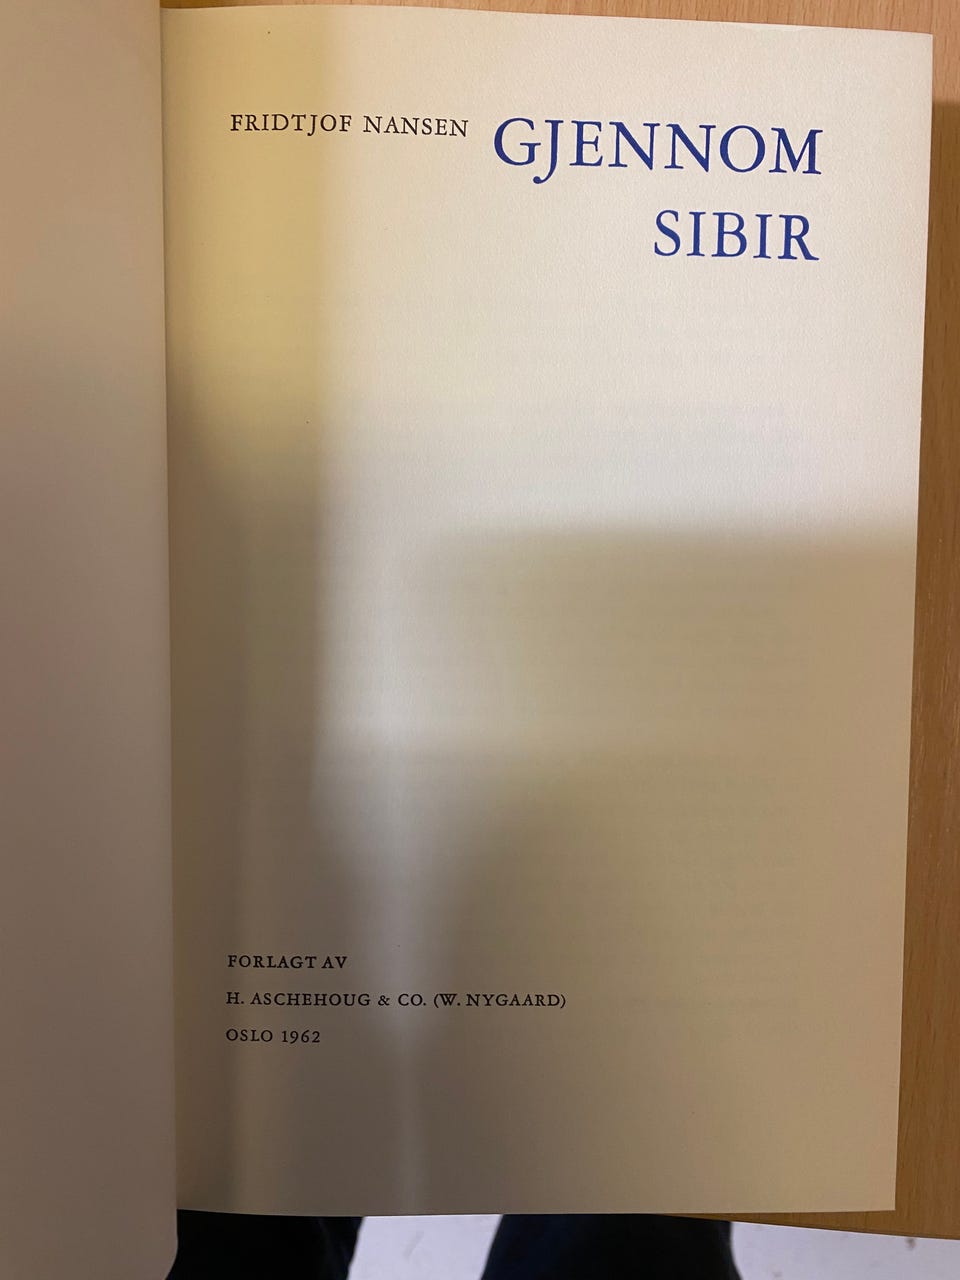 FRIDTJOF NANSEN GJENNOM
SIBIR
FORLAGT AV
H. ASCHEHOUG & CO. (W. NYGAARD)
OSLO 1962